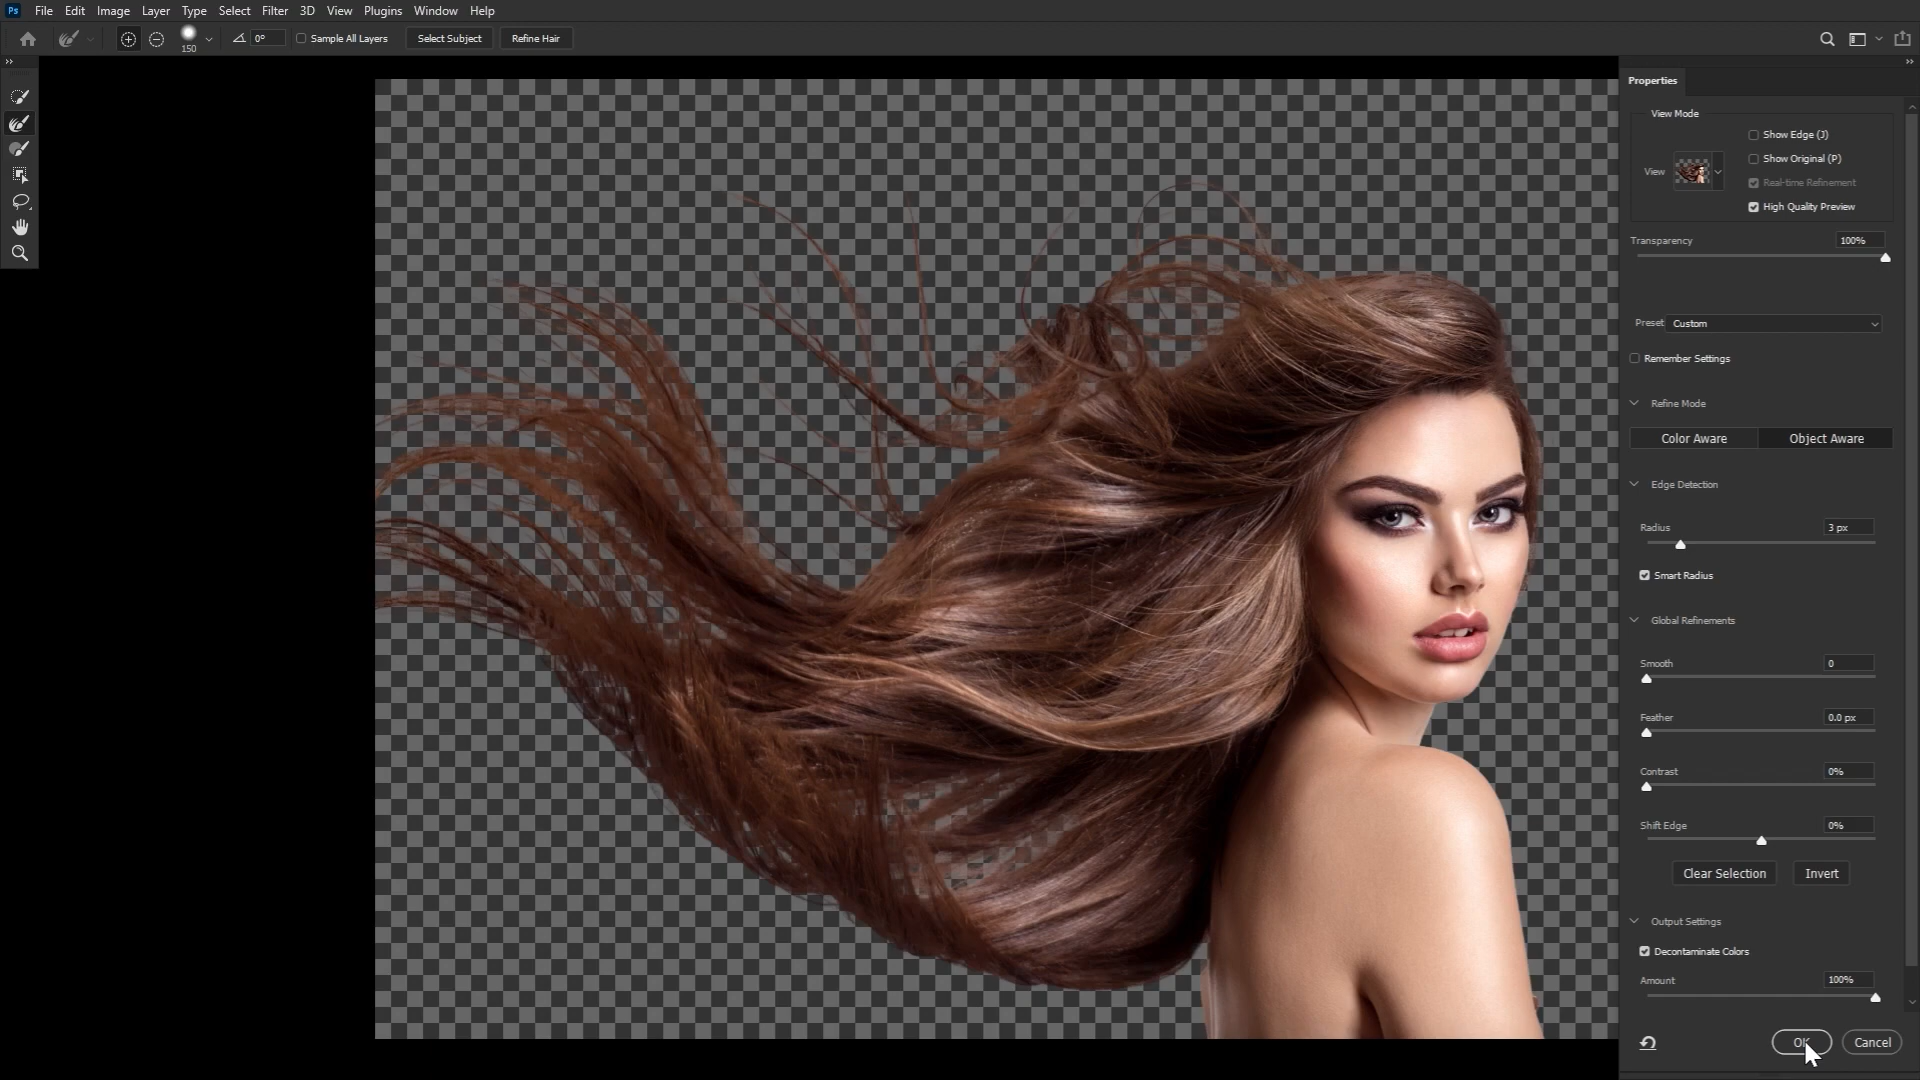 Ps File Edit Image Layer Type Select Filter 3D View Plugins Window Help
150 0° Sample All Layers Select Subject Refine Hair
Properties
View Mode
Show Edge (J)
Show Original (P)
View
Real-time Refinement
High Quality Preview
Transparency 100%
Preset Custom
Remember Settings
Refine Mode
Color Aware Object Aware
Edge Detection
Radius 3 px
Smart Radius
Global Refinements
Smooth 0
Feather 0.0 px
Contrast 0%
Shift Edge 0%
Clear Selection Invert
Output Settings
Decontaminate Colors
Amount 100%
OK Cancel